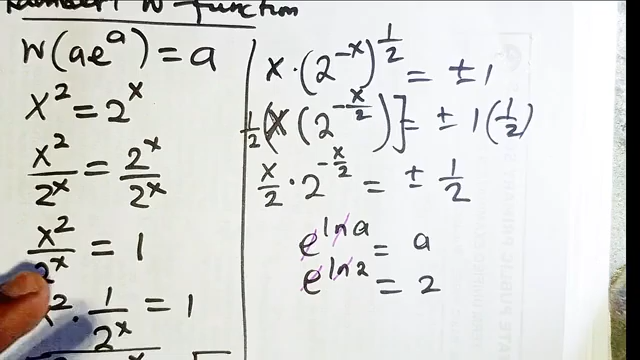 W function
W(ae^a) = a
x^2 = 2^x
x^2/2^x = 2^x/2^x
x^2/2^x = 1
x^2 · 1/2^x = 1
x · (2^-x)^1/2 = ± 1
1/2 [x (2^-x/2)] = ± 1 (1/2)
x/2 · 2^-x/2 = ± 1/2
e^ln a = a
e^ln 2 = 2